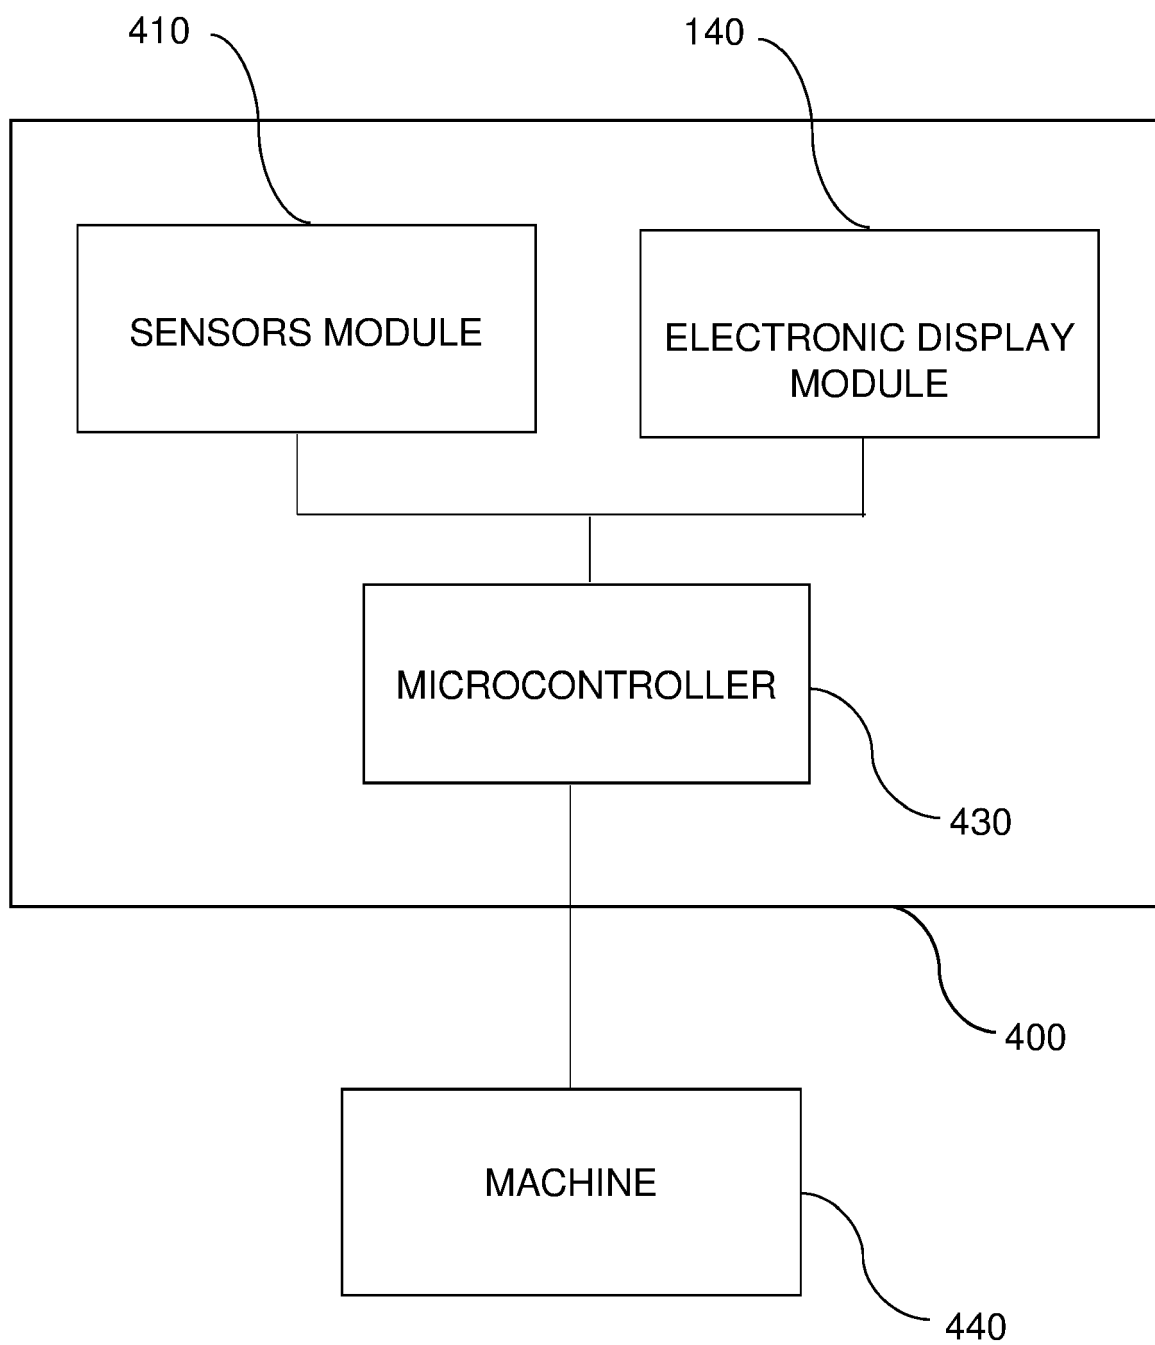 410
140
SENSORS MODULE
ELECTRONIC DISPLAY
MODULE
MICROCONTROLLER
430
400
MACHINE
440